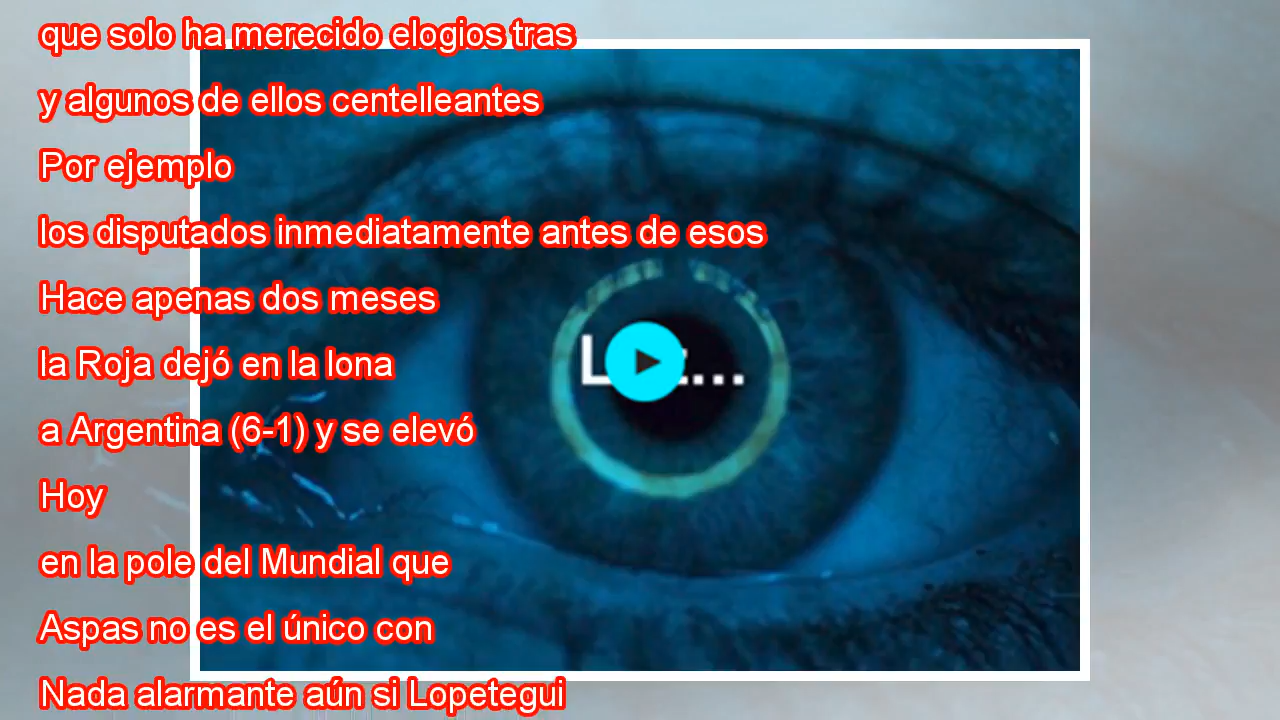 que solo ha merecido elogios tras
y algunos de ellos centelleantes
Por ejemplo
los disputados inmediatamente antes de esos
Hace apenas dos meses
la Roja dejó en la lona
L...
a Argentina (6-1) y se elevó
Hoy
en la pole del Mundial que
Aspas no es el único con
Nada alarmante aún si Lopetegui